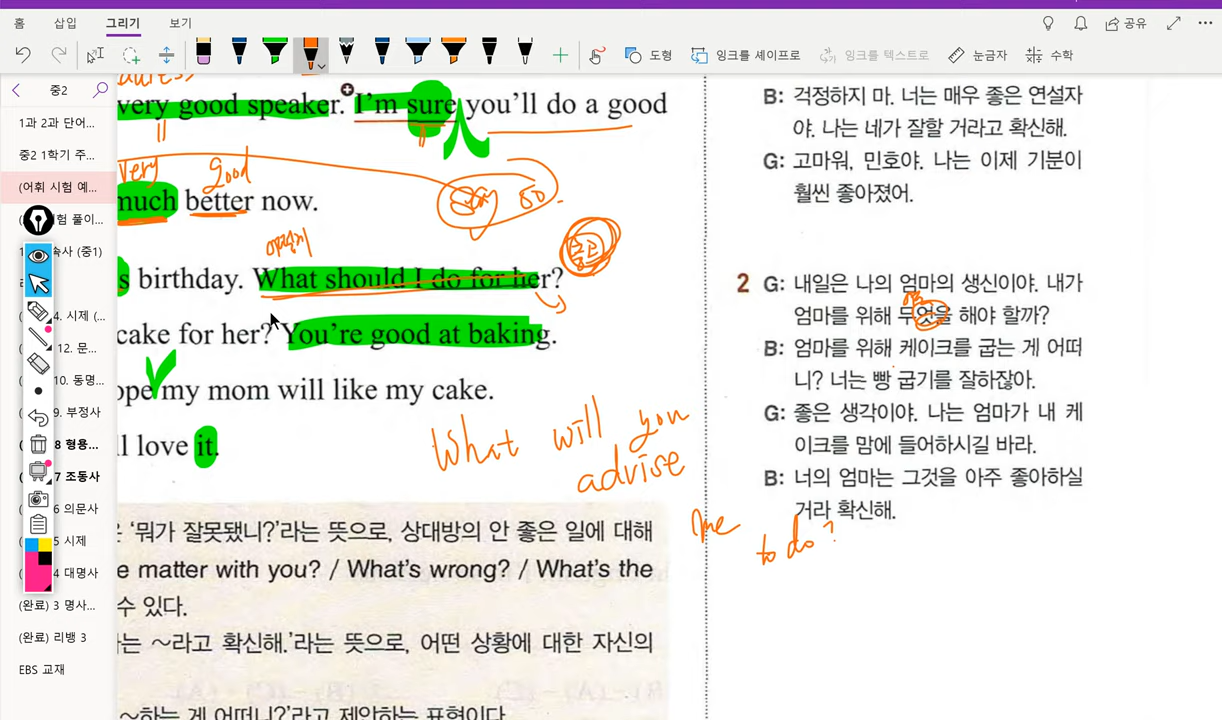 홈 삽입 그리기 보기
공유
도형 잉크를 셰이프로 잉크를 텍스트로 눈금자 수학
중2
1과 2과 단어...
중2 1학기 주...
(어휘 시험 예...
험 풀이...
속사 (중1)
4. 시제 (...
12. 문...
10. 동명...
9. 부정사
8 형용...
7 조동사
6 의문사
5 시제
4 대명사
(완료) 3 명사...
(완료) 리뱅 3
EBS 교재
very good speaker. I'm sure you'll do a good
very good
say so.
much better now.
어떻게
s birthday. What should I do for her?
cake for her? You're good at baking.
ope my mom will like my cake.
ll love it.
What will you
advise
me
to do?
'뭐가 잘못됐니?'라는 뜻으로, 상대방의 안 좋은 일에 대해
e matter with you? / What's wrong? / What's the
수 있다.
는 ～라고 확신해.'라는 뜻으로, 어떤 상황에 대한 자신의
～하는 게 어떠니?'라고 제안하는 표현이다.
B: 걱정하지 마. 너는 매우 좋은 연설자
야. 나는 네가 잘할 거라고 확신해.
G: 고마워, 민호야. 나는 이제 기분이
훨씬 좋아졌어.
2 G: 내일은 나의 엄마의 생신이야. 내가
엄마를 위해 무엇을 해야 할까?
B: 엄마를 위해 케이크를 굽는 게 어떠
니? 너는 빵 굽기를 잘하잖아.
G: 좋은 생각이야. 나는 엄마가 내 케
이크를 맘에 들어하시길 바라.
B: 너의 엄마는 그것을 아주 좋아하실
거라 확신해.